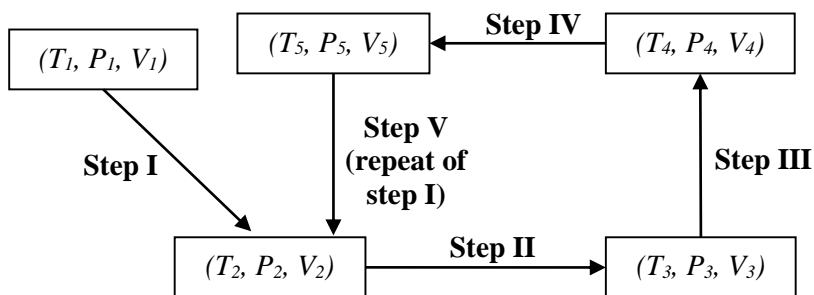 (T1, P1, V1)
(T5, P5, V5)
Step IV
(T4, P4, V4)
Step I
Step V
(repeat of
step I)
Step III
(T2, P2, V2)
Step II
(T3, P3, V3)